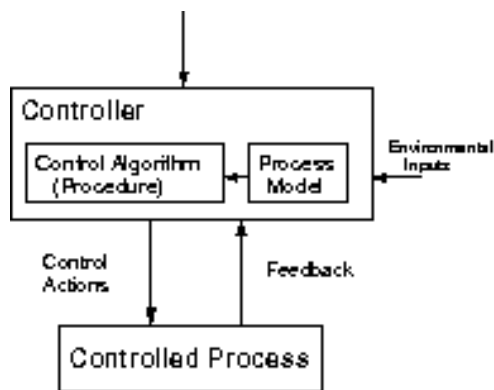 Controller
Control Algorithm
(Procedure)
Process
Model
Environmental
Inputs
Control
Actions
Feedback
Controlled Process